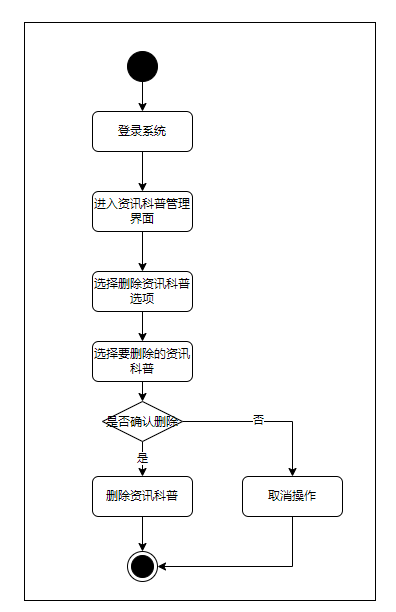 登录系统
进入资讯科普管理
界面
选择删除资讯科普
选项
选择要删除的资讯
科普
是否确认删除
否
是
删除资讯科普
取消操作